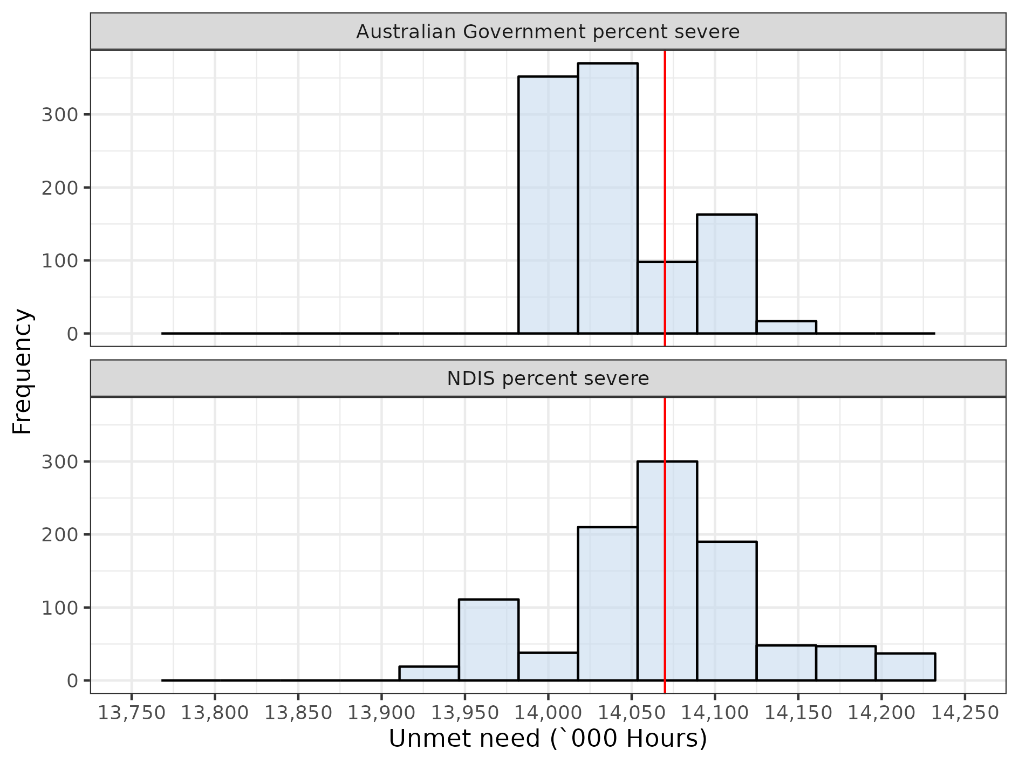 Australian Government percent severe
300
200
100
0
NDIS percent severe
300
200
100
0
Frequency
13,750 13,800 13,850 13,900 13,950 14,000 14,050 14,100 14,150 14,200 14,250
Unmet need (`000 Hours)